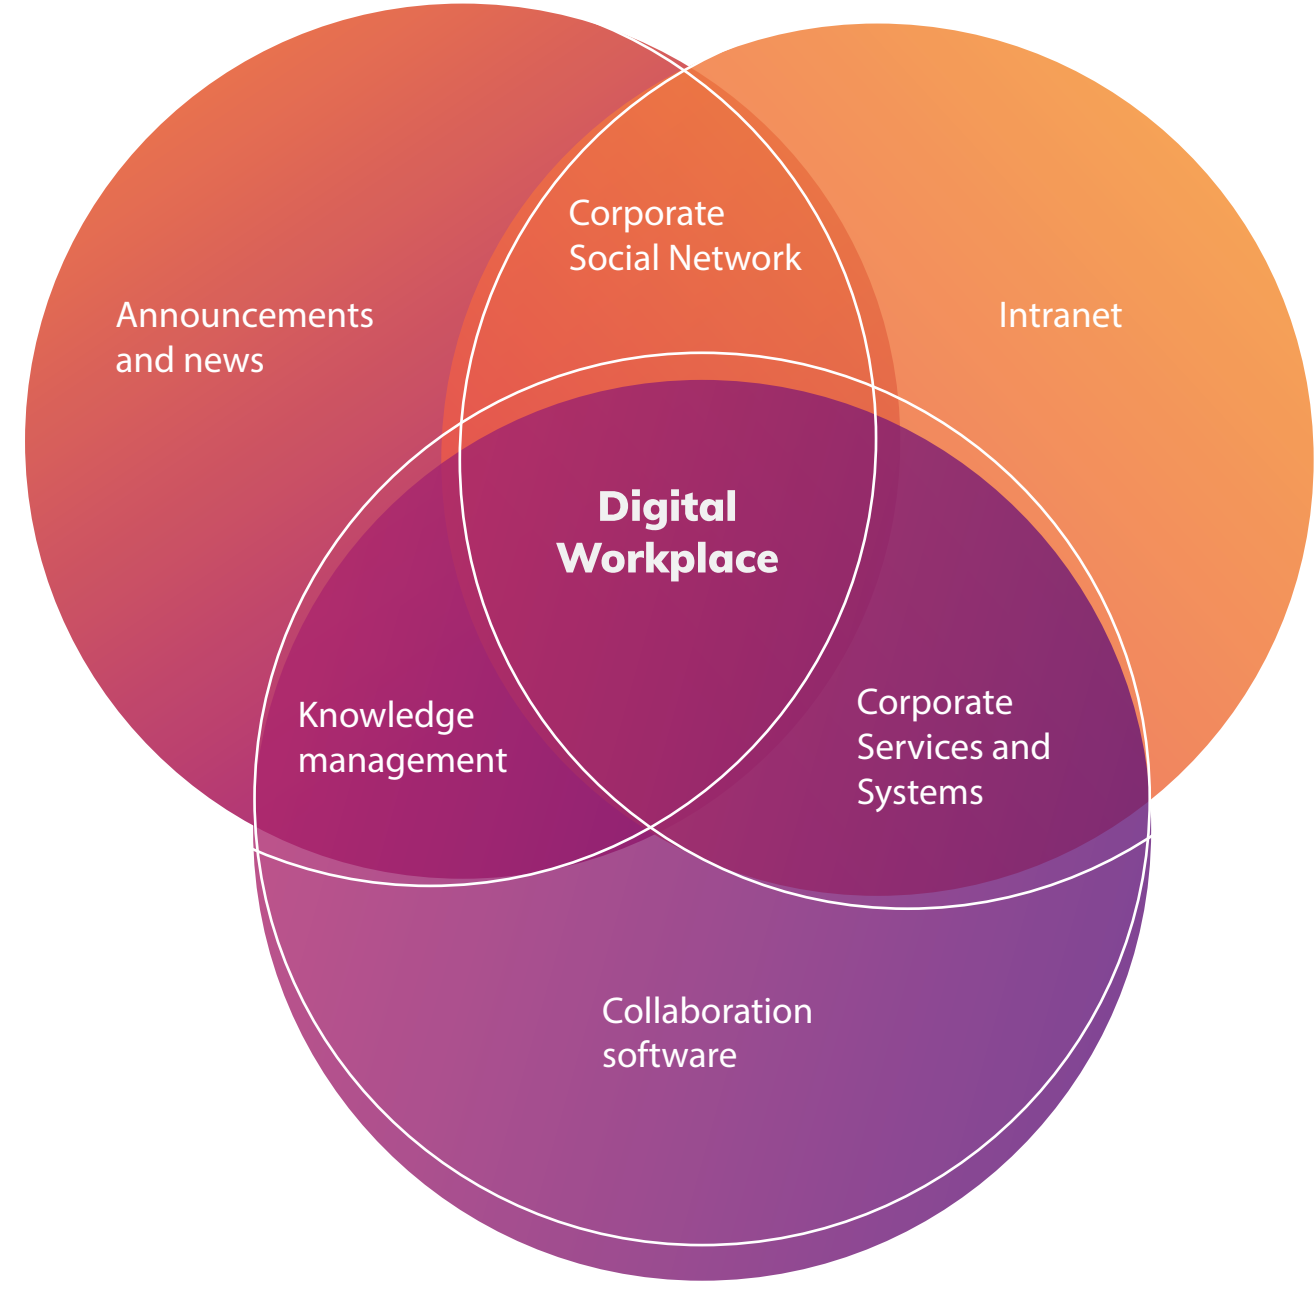 Corporate
Social Network
Announcements
and news
Intranet
Digital
Workplace
Knowledge
management
Corporate
Services and
Systems
Collaboration
software